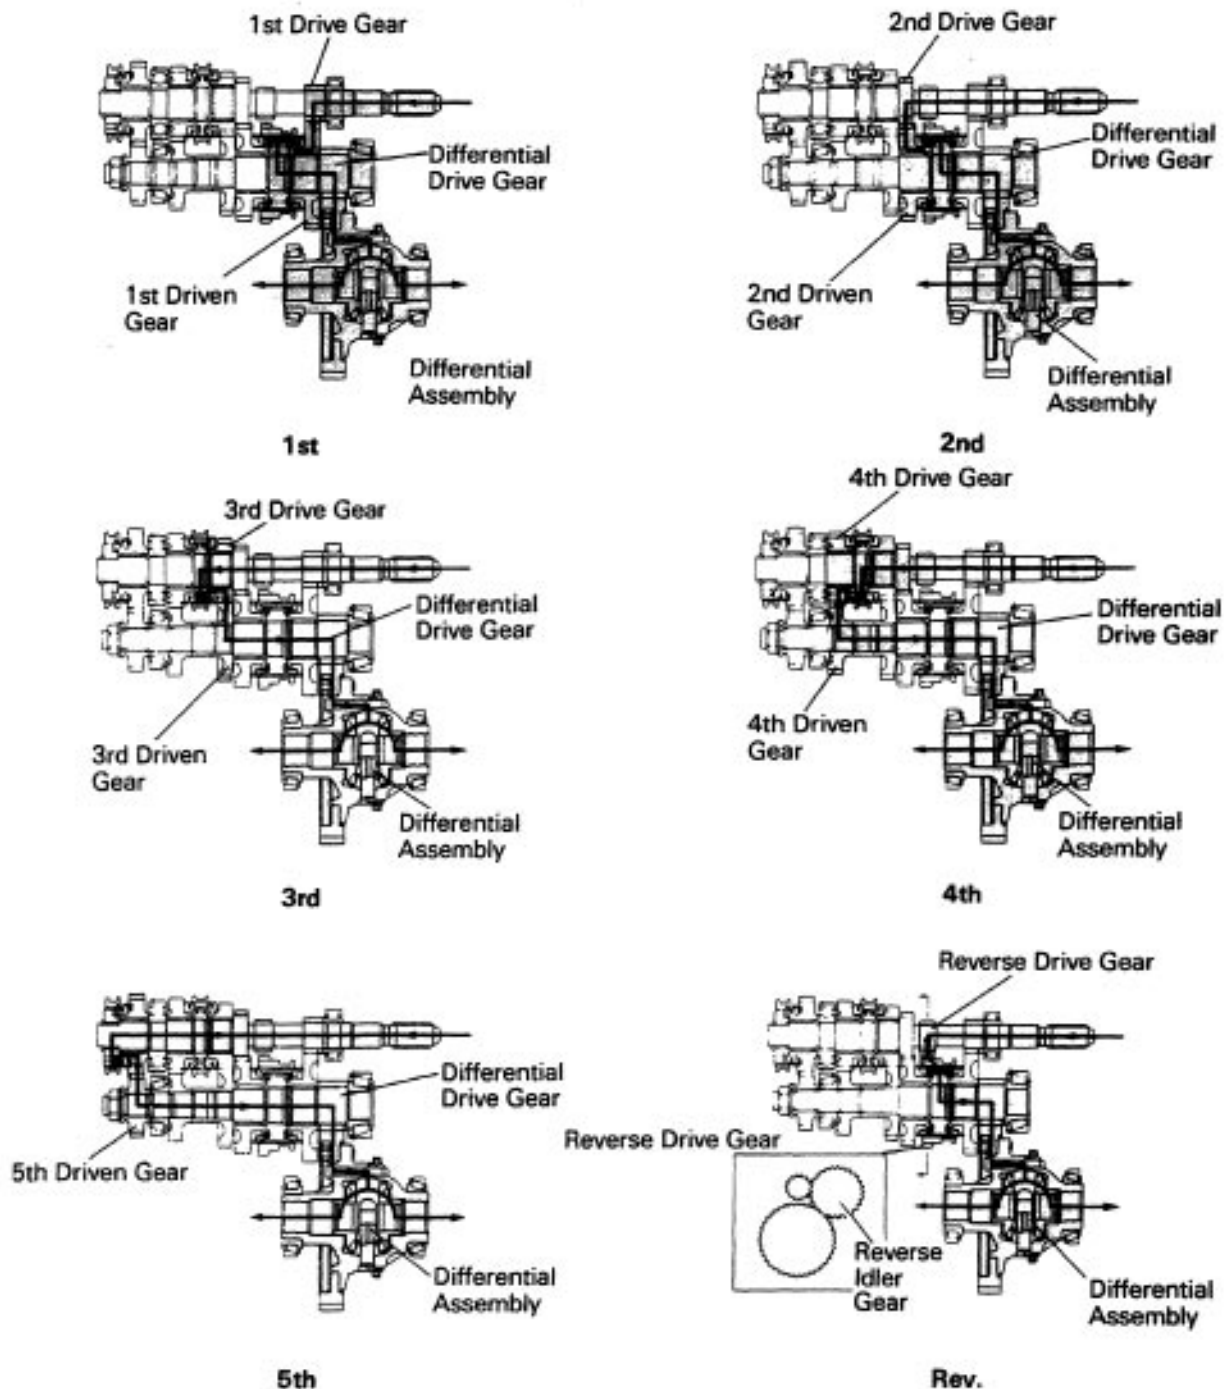 1st Drive Gear
Differential
Drive Gear
1st Driven
Gear
Differential
Assembly
1st
2nd Drive Gear
Differential
Drive Gear
2nd Driven
Gear
Differential
Assembly
2nd
3rd Drive Gear
Differential
Drive Gear
3rd Driven
Gear
Differential
Assembly
3rd
4th Drive Gear
Differential
Drive Gear
4th Driven
Gear
Differential
Assembly
4th
Differential
Drive Gear
5th Driven Gear
Differential
Assembly
5th
Reverse Drive Gear
Reverse Drive Gear
Reverse
Idler
Gear
Differential
Assembly
Rev.